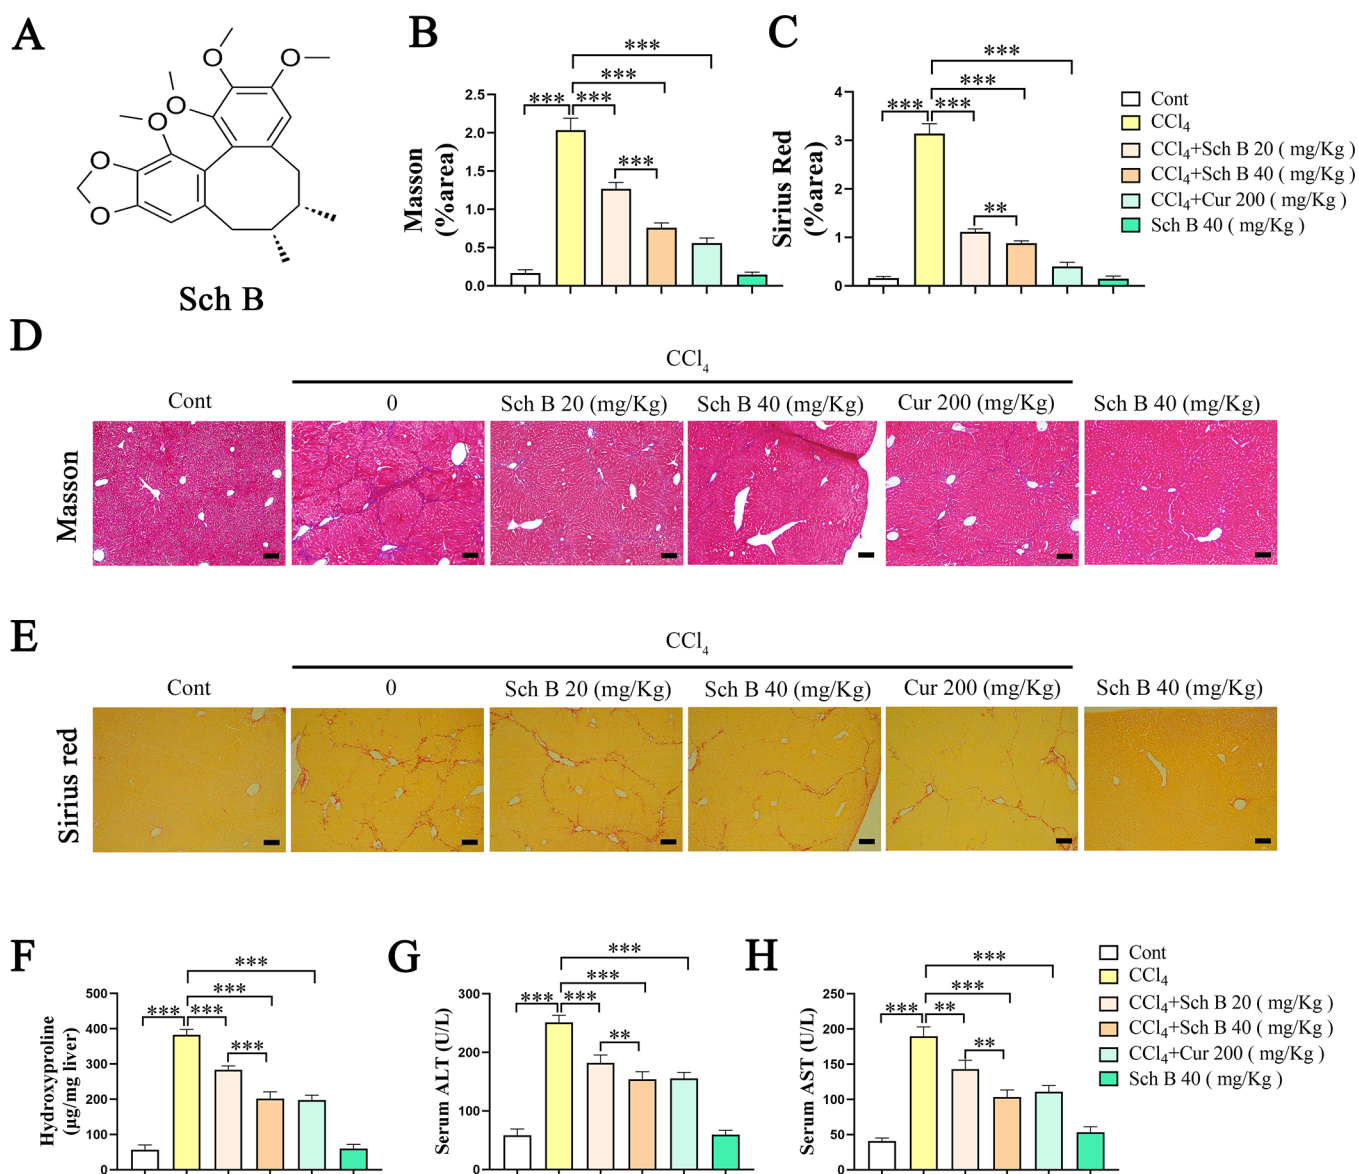 A
O
O
O
O
O
O
Sch B
B
Masson
(%area)
2.5
2.0
1.5
1.0
0.5
0.0
***
***
***
***
***
C
Sirius Red
(%area)
4
3
2
1
0
***
***
***
***
**
Cont
CCl4
CCl4+Sch B 20 ( mg/Kg )
CCl4+Sch B 40 ( mg/Kg )
CCl4+Cur 200 ( mg/Kg )
Sch B 40 ( mg/Kg )
D
CCl4
Cont
0
Sch B 20 (mg/Kg)
Sch B 40 (mg/Kg)
Cur 200 (mg/Kg)
Sch B 40 (mg/Kg)
Masson
E
CCl4
Cont
0
Sch B 20 (mg/Kg)
Sch B 40 (mg/Kg)
Cur 200 (mg/Kg)
Sch B 40 (mg/Kg)
Sirius red
F
Hydroxyproline
(µg/mg liver)
500
400
300
200
100
0
***
***
***
***
***
G
Serum ALT (U/L)
300
200
100
0
***
***
***
***
**
H
Serum AST (U/L)
250
200
150
100
50
0
***
***
***
**
**
Cont
CCl4
CCl4+Sch B 20 ( mg/Kg )
CCl4+Sch B 40 ( mg/Kg )
CCl4+Cur 200 ( mg/Kg )
Sch B 40 ( mg/Kg )